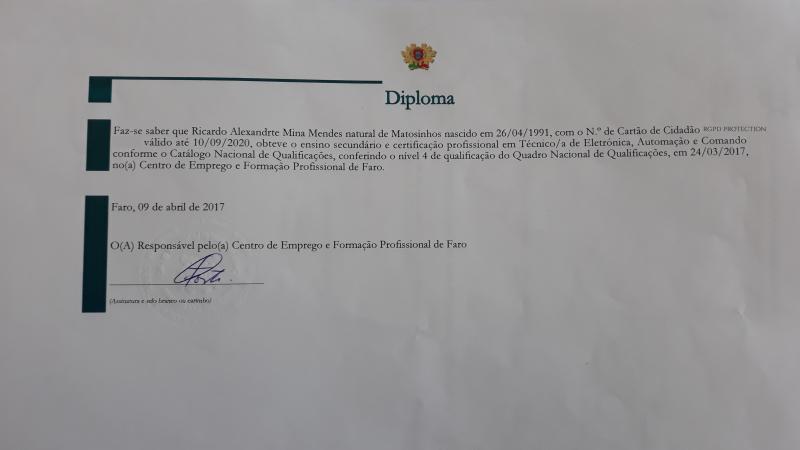 Diploma
Faz-se saber que Ricardo Alexandrte Mina Mendes natural de Matosinhos nascido em 26/04/1991, com o N.º de Cartão de Cidadão RGPD PROTECTION
válido até 10/09/2020, obteve o ensino secundário e certificação profissional em Técnico/a de Eletrónica, Automação e Comando
conforme o Catálogo Nacional de Qualificações, conferindo o nível 4 de qualificação do Quadro Nacional de Qualificações, em 24/03/2017,
no(a) Centro de Emprego e Formação Profissional de Faro.
Faro, 09 de abril de 2017
O(A) Responsável pelo(a) Centro de Emprego e Formação Profissional de Faro
(Assinatura e selo branco ou carimbo)